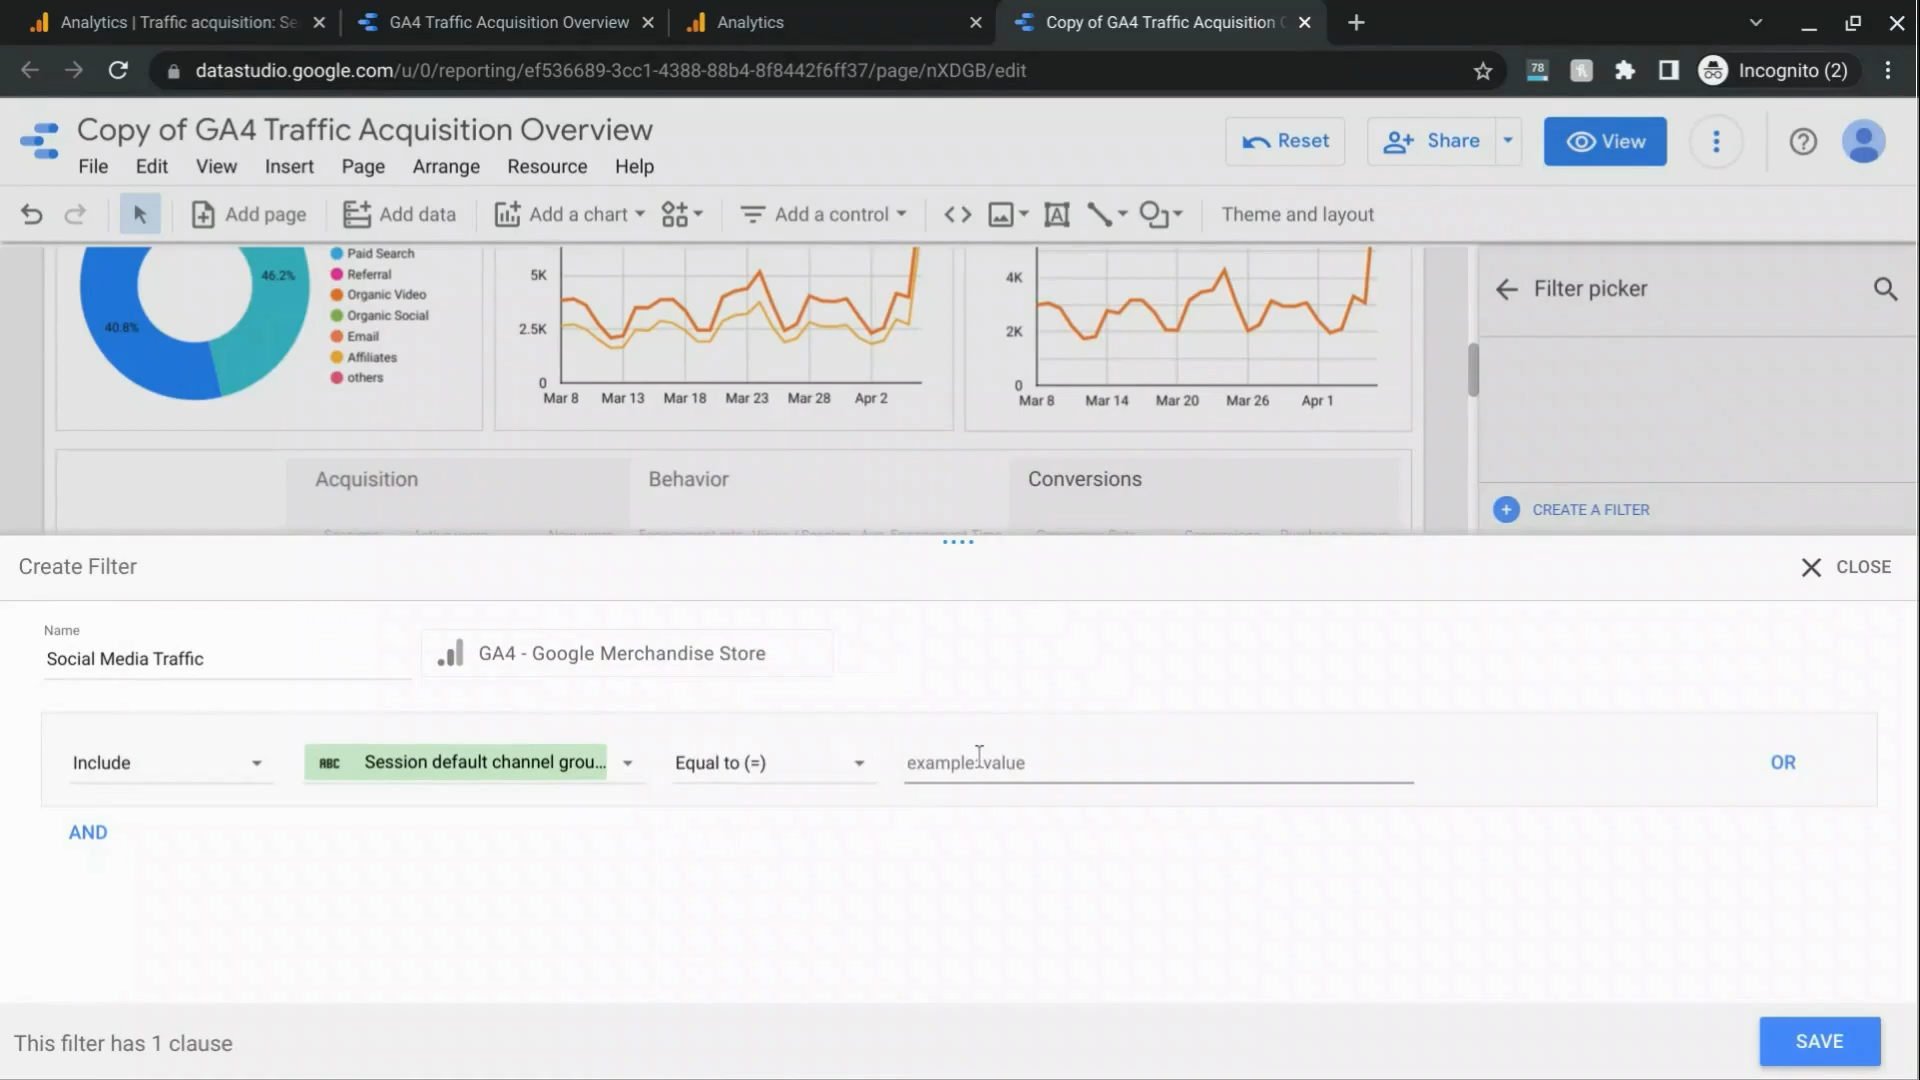 Analytics | Traffic acquisition: Se
GA4 Traffic Acquisition Overview
Analytics
Copy of GA4 Traffic Acquisition
datastudio.google.com/u/0/reporting/ef536689-3cc1-4388-88b4-8f8442f6ff37/page/nXDGB/edit
78
Incognito (2)
Copy of GA4 Traffic Acquisition Overview
Reset
Share
View
File
Edit
View
Insert
Page
Arrange
Resource
Help
Add page
Add data
Add a chart
Add a control
Theme and layout
46.2%
40.8%
Paid Search
Referral
Organic Video
Organic Social
Email
Affiliates
others
5K
2.5K
0
Mar 8
Mar 13
Mar 18
Mar 23
Mar 28
Apr 2
4K
2K
0
Mar 8
Mar 14
Mar 20
Mar 26
Apr 1
Filter picker
CREATE A FILTER
Acquisition
Behavior
Conversions
Create Filter
CLOSE
Name
Social Media Traffic
GA4 - Google Merchandise Store
Include
ABC
Session default channel grou...
Equal to (=)
example value
OR
AND
This filter has 1 clause
SAVE